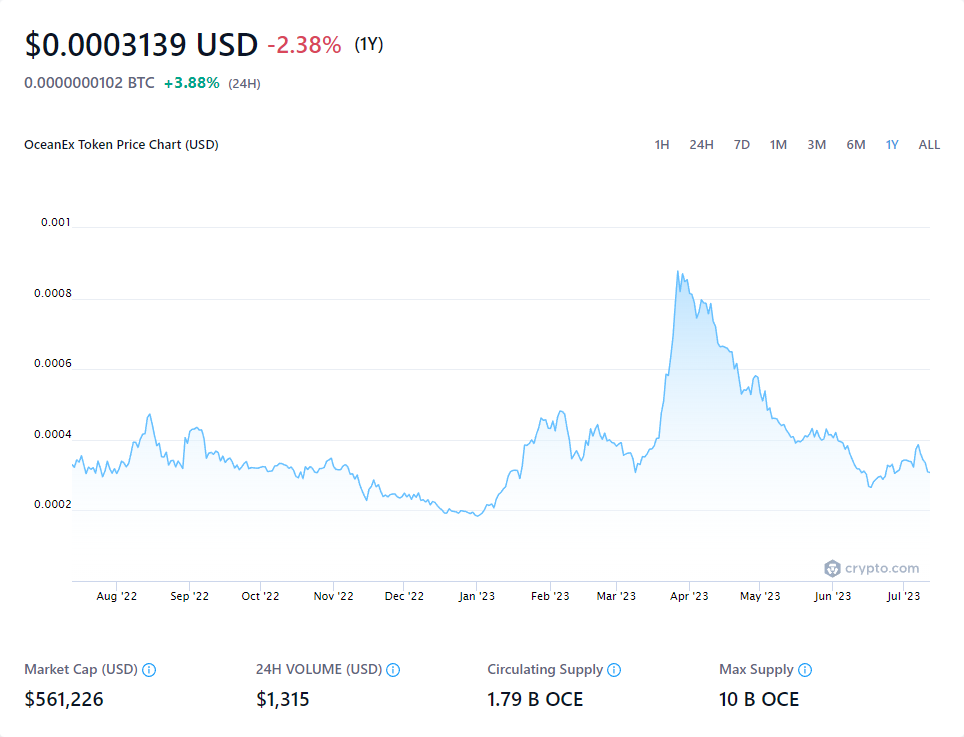 $0.0003139 USD -2.38% (1Y)
0.0000000102 BTC +3.88% (24H)
OceanEx Token Price Chart (USD) 1H 24H 7D 1M 3M 6M 1Y ALL
0.001
0.0008
0.0006
0.0004
0.0002
crypto.com
Aug '22 Sep '22 Oct '22 Nov '22 Dec '22 Jan '23 Feb '23 Mar '23 Apr '23 May '23 Jun '23 Jul '23
Market Cap (USD) 24H VOLUME (USD) Circulating Supply Max Supply
$561,226 $1,315 1.79 B OCE 10 B OCE